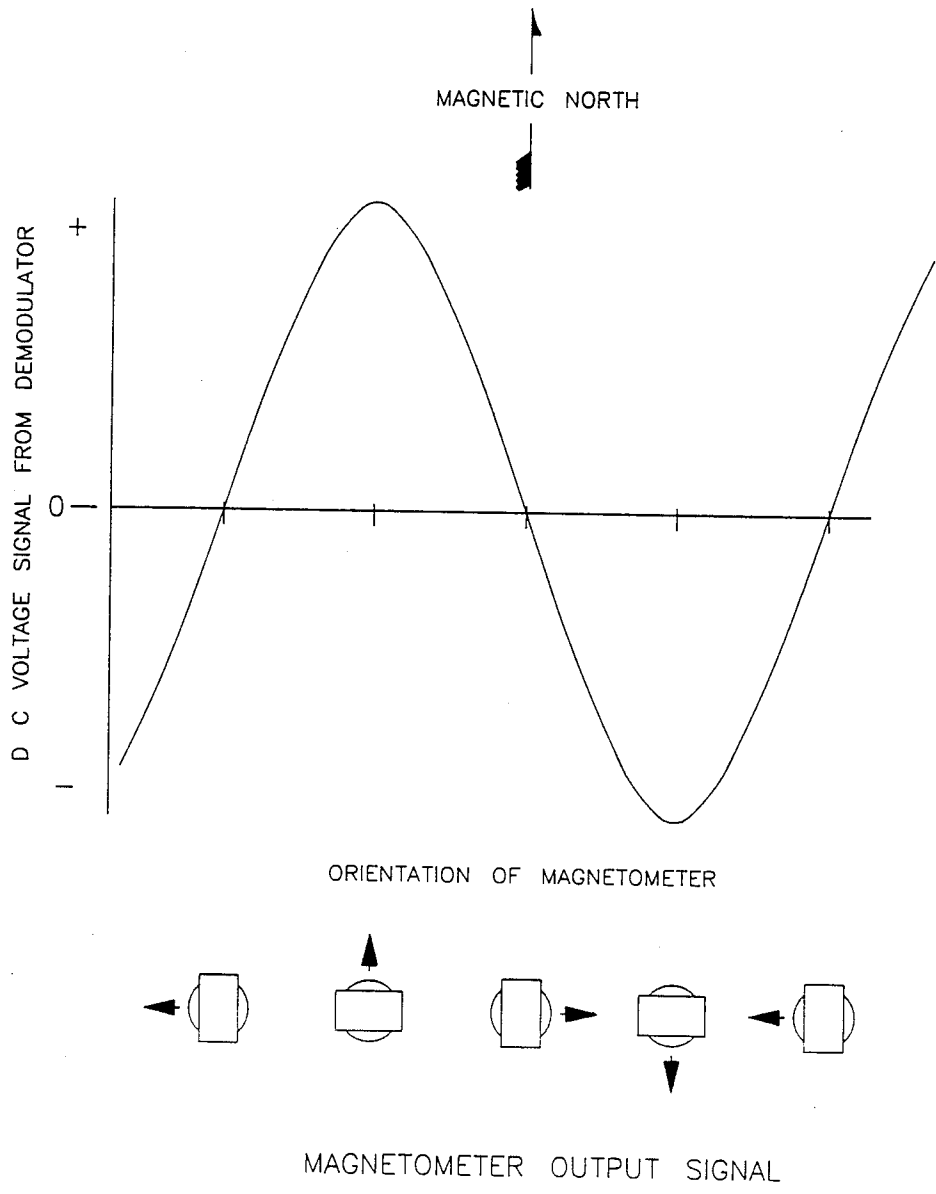 MAGNETIC NORTH
D C VOLTAGE SIGNAL FROM DEMODULATOR
+
0
−
ORIENTATION OF MAGNETOMETER
MAGNETOMETER OUTPUT SIGNAL